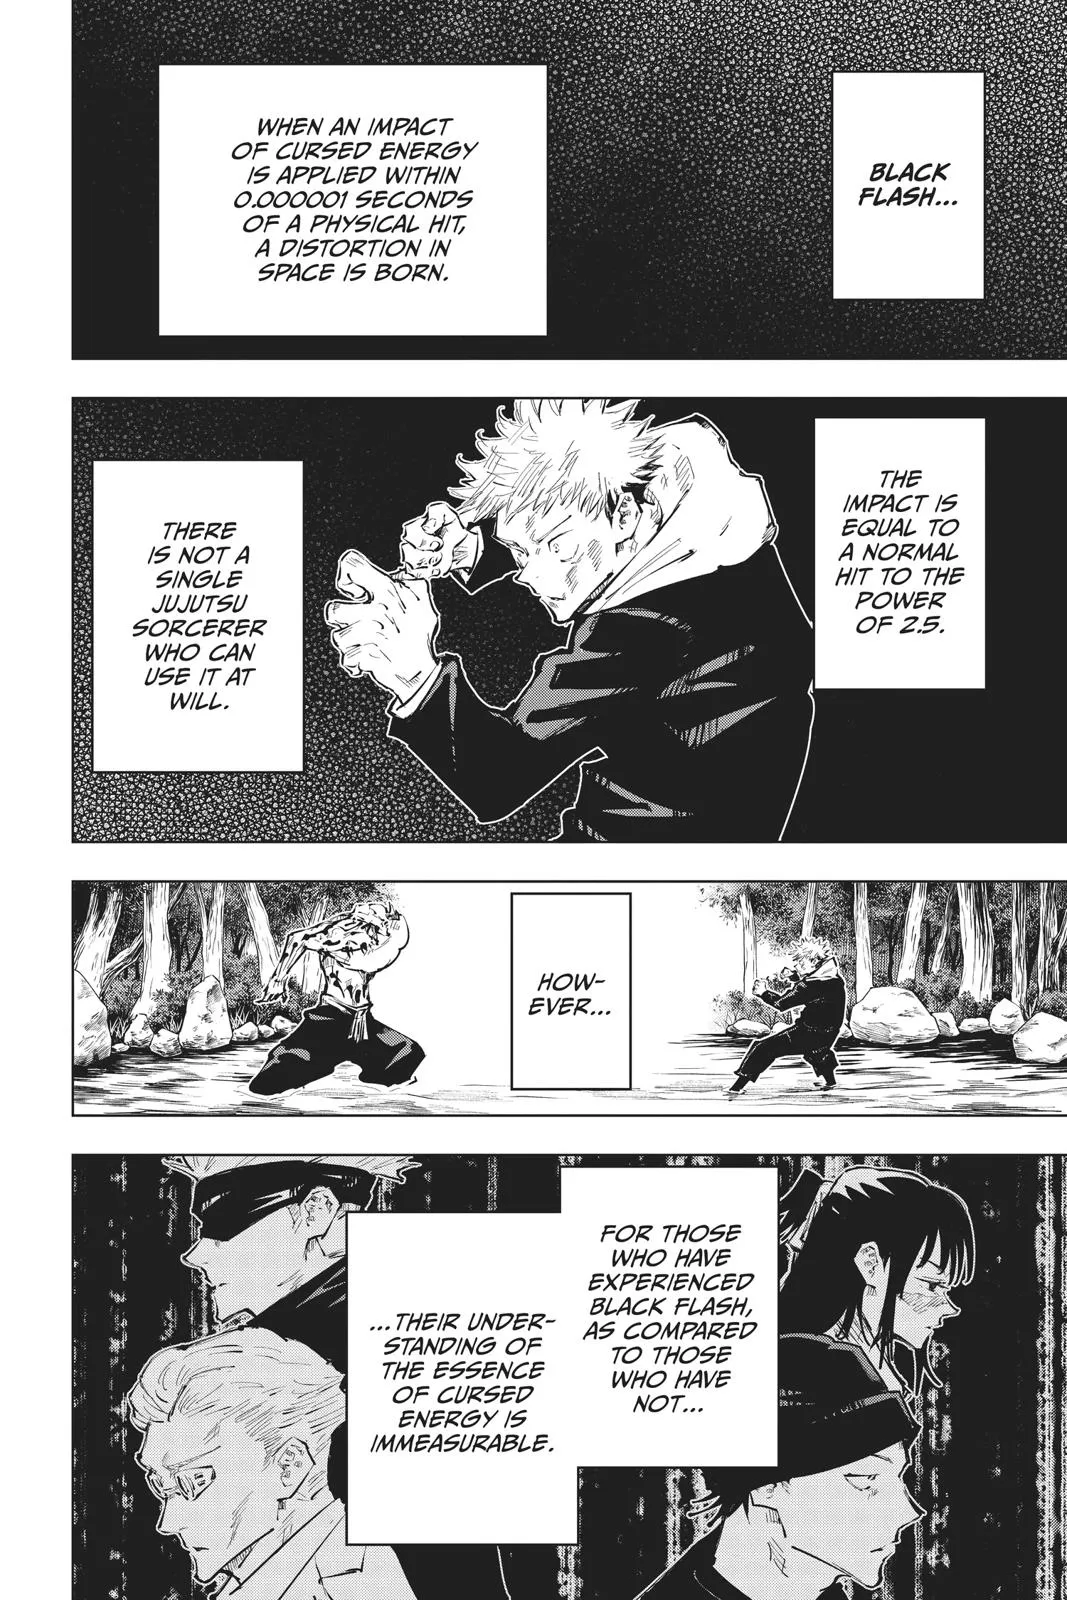 BLACK
FLASH...
WHEN AN IMPACT
OF CURSED ENERGY
IS APPLIED WITHIN
0.000001 SECONDS
OF A PHYSICAL HIT,
A DISTORTION IN
SPACE IS BORN.
THE
IMPACT IS
EQUAL TO
A NORMAL
HIT TO THE
POWER
OF 2.5.
THERE
IS NOT A
SINGLE
JUJUTSU
SORCERER
WHO CAN
USE IT AT
WILL.
HOW-
EVER...
FOR THOSE
WHO HAVE
EXPERIENCED
BLACK FLASH,
AS COMPARED
TO THOSE
WHO HAVE
NOT...
...THEIR UNDER-
STANDING OF
THE ESSENCE
OF CURSED
ENERGY IS
IMMEASURABLE.